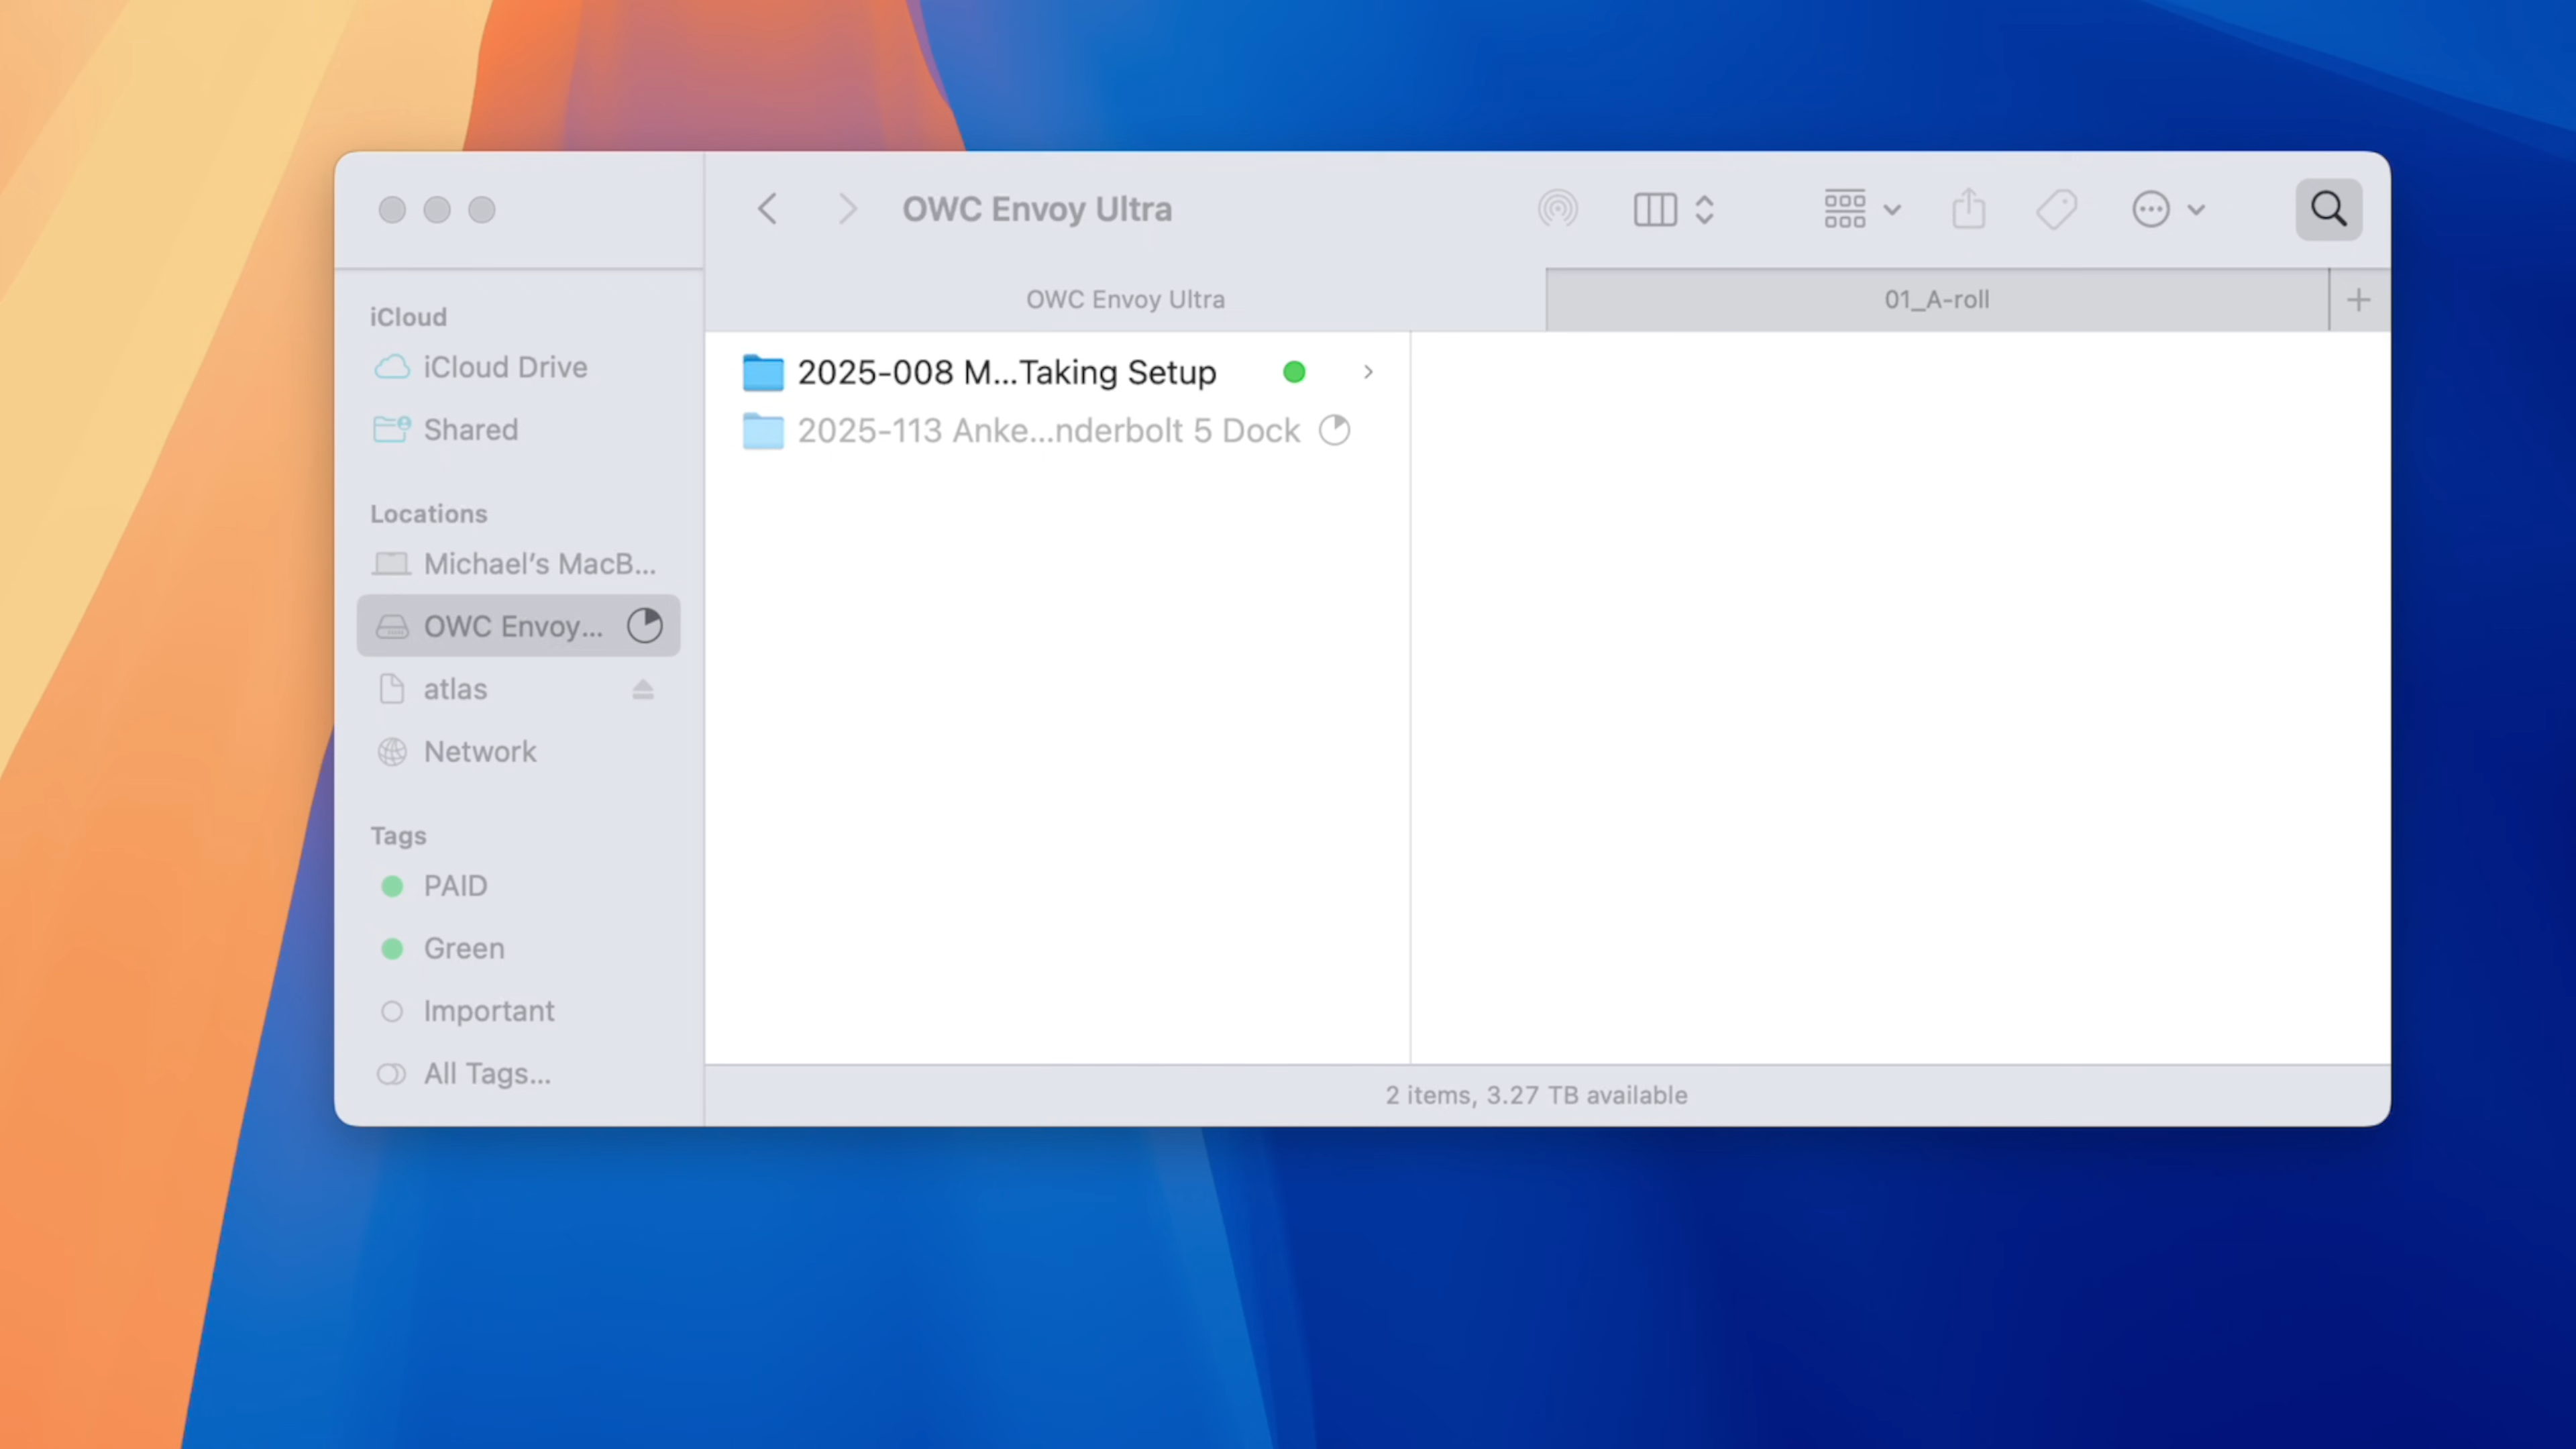 OWC Envoy Ultra
OWC Envoy Ultra
01_A-roll
iCloud
iCloud Drive
Shared
Locations
Michael’s MacB...
OWC Envoy...
atlas
Network
Tags
PAID
Green
Important
All Tags...
2025-008 M...Taking Setup
2025-113 Anke...nderbolt 5 Dock
2 items, 3.27 TB available